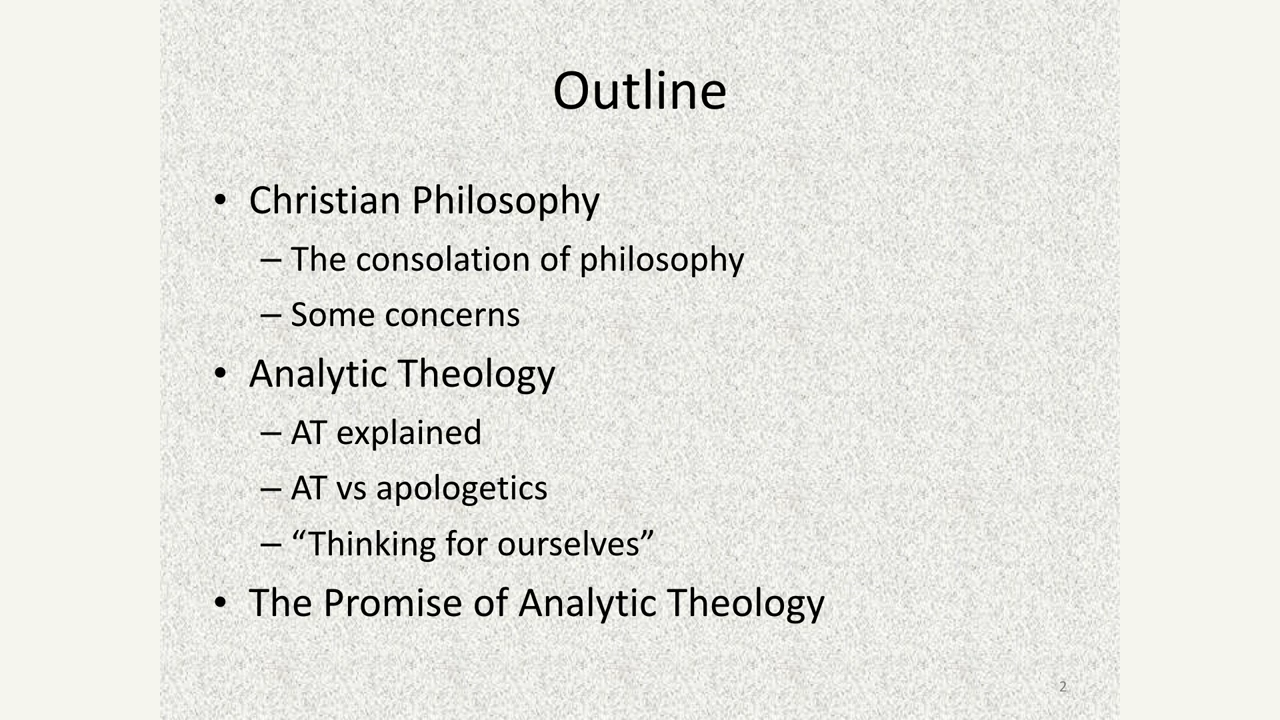 Outline
• Christian Philosophy
– The consolation of philosophy
– Some concerns
• Analytic Theology
– AT explained
– AT vs apologetics
– “Thinking for ourselves”
• The Promise of Analytic Theology
2